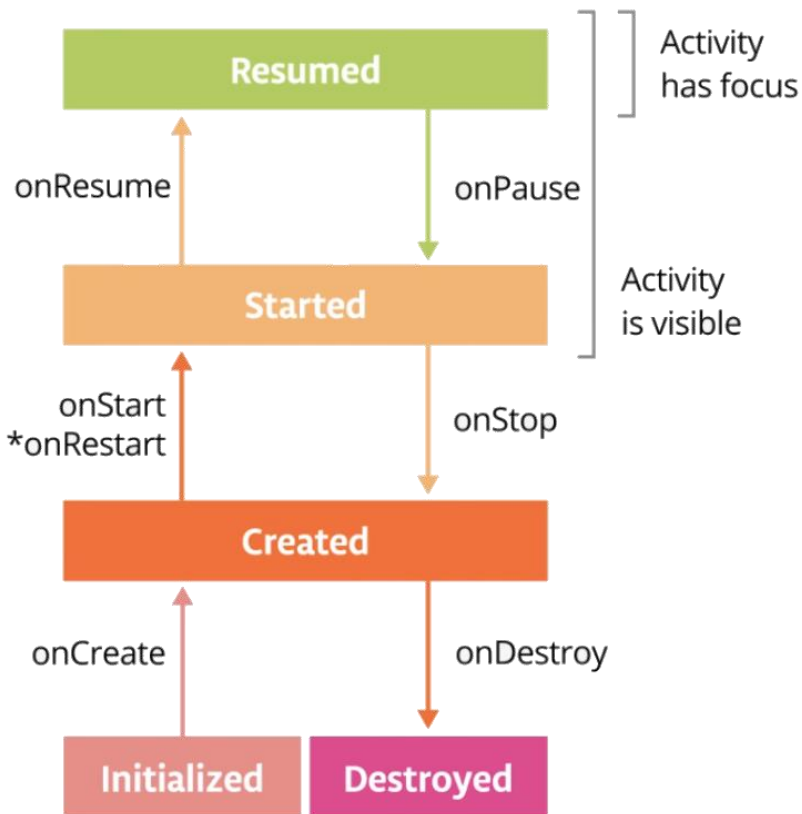 Resumed
Activity
has focus
onResume
onPause
Started
Activity
is visible
onStart
*onRestart
onStop
Created
onCreate
onDestroy
Initialized
Destroyed